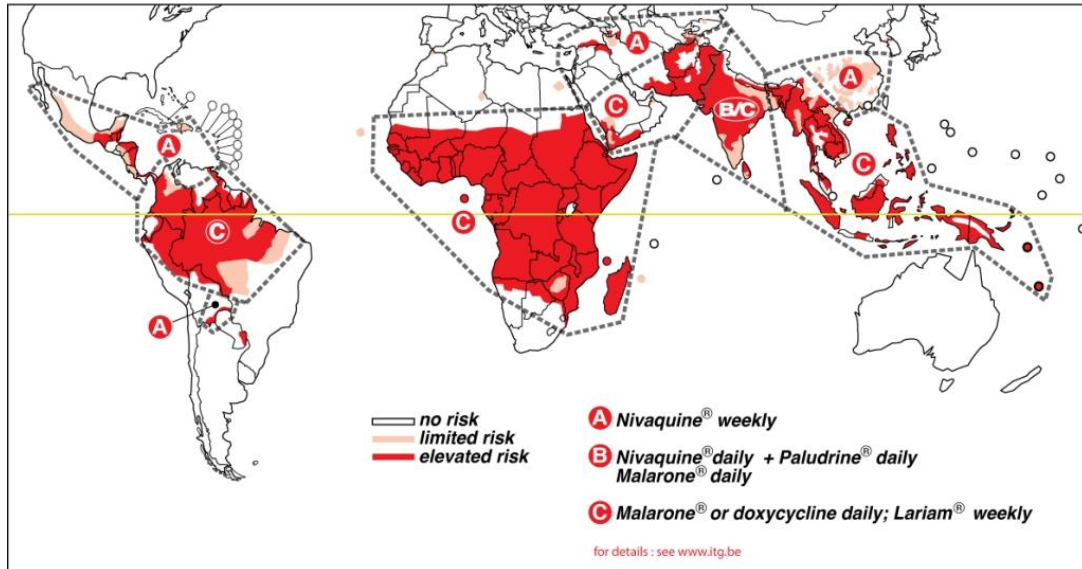 A
A
B/C
C
A
C
C
C
A
no risk
limited risk
elevated risk
A Nivaquine® weekly
B Nivaquine® daily + Paludrine® daily
Malarone® daily
C Malarone® or doxycycline daily; Lariam® weekly
for details : see www.itg.be